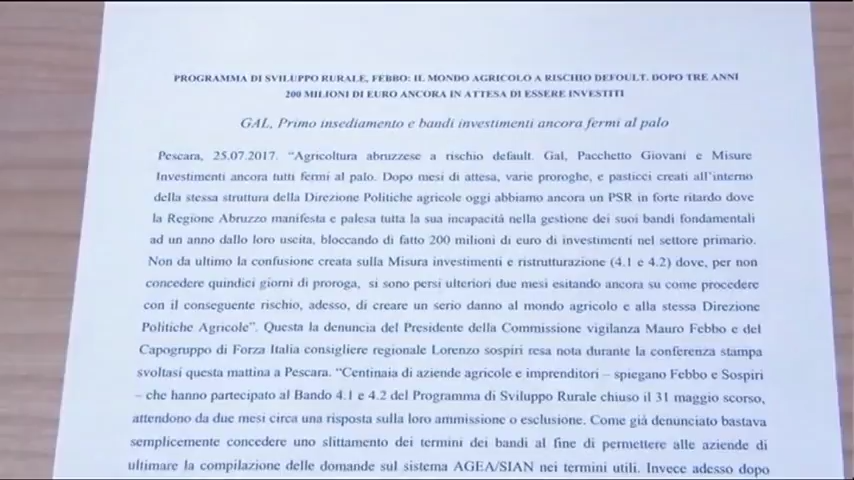 PROGRAMMA DI SVILUPPO RURALE, FEBBO: IL MONDO AGRICOLO A RISCHIO DEFOULT. DOPO TRE ANNI
200 MILIONI DI EURO ANCORA IN ATTESA DI ESSERE INVESTITI
GAL, Primo insediamento e bandi investimenti ancora fermi al palo
Pescara, 25.07.2017. “Agricoltura abruzzese a rischio default. Gal, Pacchetto Giovani e Misure
Investimenti ancora tutti fermi al palo. Dopo mesi di attesa, varie proroghe, e pasticci creati all’interno
della stessa struttura della Direzione Politiche agricole oggi abbiamo ancora un PSR in forte ritardo dove
la Regione Abruzzo manifesta e palesa tutta la sua incapacità nella gestione dei suoi bandi fondamentali
ad un anno dallo loro uscita, bloccando di fatto 200 milioni di euro di investimenti nel settore primario.
Non da ultimo la confusione creata sulla Misura investimenti e ristrutturazione (4.1 e 4.2) dove, per non
concedere quindici giorni di proroga, si sono persi ulteriori due mesi esitando ancora su come procedere
con il conseguente rischio, adesso, di creare un serio danno al mondo agricolo e alla stessa Direzione
Politiche Agricole”. Questa la denuncia del Presidente della Commissione vigilanza Mauro Febbo e del
Capogruppo di Forza Italia consigliere regionale Lorenzo sospiri resa nota durante la conferenza stampa
svoltasi questa mattina a Pescara. “Centinaia di aziende agricole e imprenditori – spiegano Febbo e Sospiri
– che hanno partecipato al Bando 4.1 e 4.2 del Programma di Sviluppo Rurale chiuso il 31 maggio scorso,
attendono da due mesi circa una risposta sulla loro ammissione o esclusione. Come già denunciato bastava
semplicemente concedere uno slittamento dei termini dei bandi al fine di permettere alle aziende di
ultimare la compilazione delle domande sul sistema AGEA/SIAN nei termini utili. Invece adesso dopo